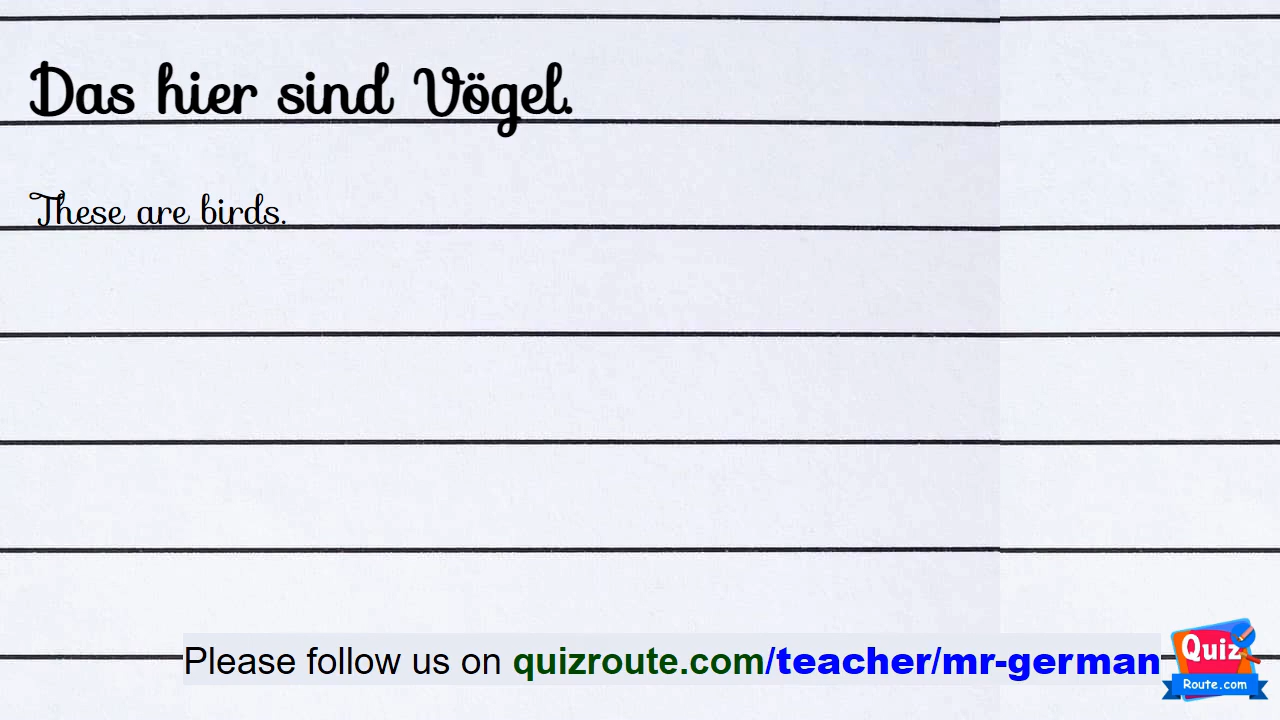 Das hier sind Vögel.
These are birds.
Please follow us on quizroute.com/teacher/mr-german
Quiz
Route.com